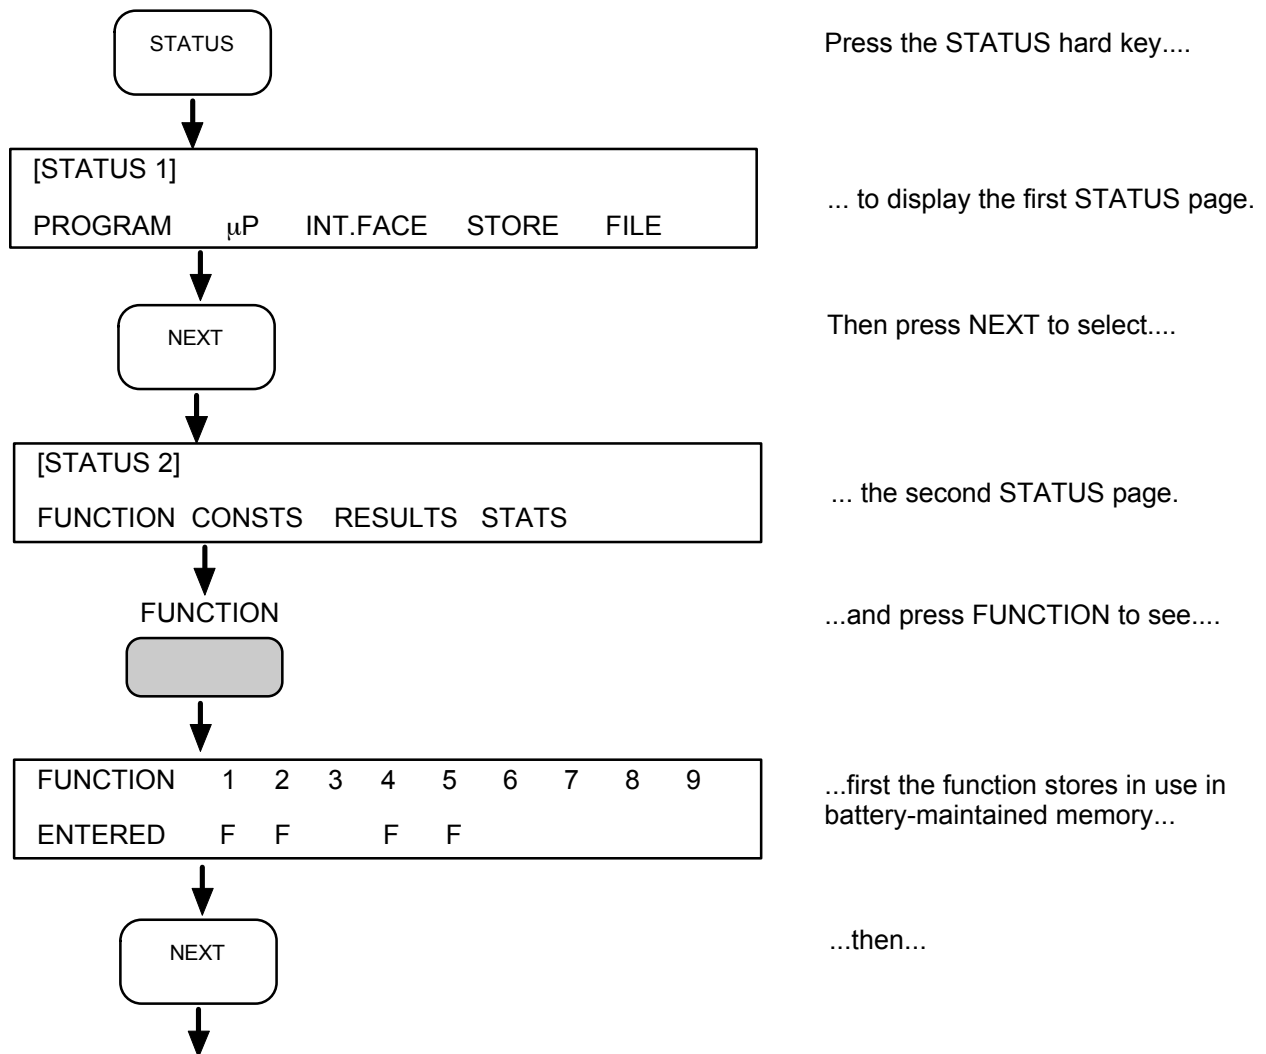 STATUS
Press the STATUS hard key....
[STATUS 1]
PROGRAM μP INT.FACE STORE FILE
... to display the first STATUS page.
NEXT
Then press NEXT to select....
[STATUS 2]
FUNCTION CONSTS RESULTS STATS
... the second STATUS page.
FUNCTION
...and press FUNCTION to see....
FUNCTION 1 2 3 4 5 6 7 8 9
ENTERED F F F F
...first the function stores in use in
battery-maintained memory...
NEXT
...then...